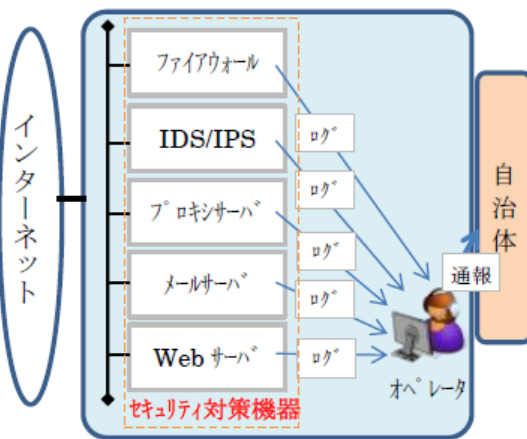 インターネット
ファイアウォール
IDS/IPS
プロキシサーバ
メールサーバ
Webサーバ
セキュリティ対策機器
ログ
ログ
ログ
ログ
ログ
通報
オペレータ
自治体